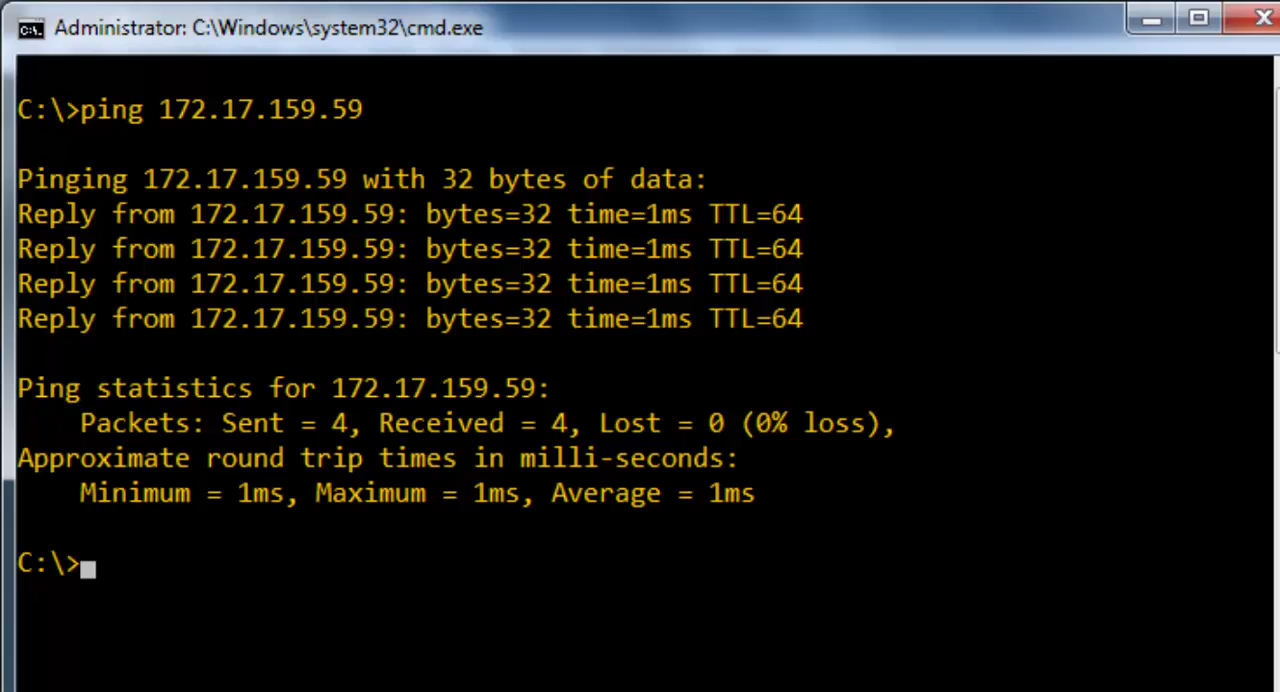 Administrator: C:\Windows\system32\cmd.exe
C:\>ping 172.17.159.59
Pinging 172.17.159.59 with 32 bytes of data:
Reply from 172.17.159.59: bytes=32 time=1ms TTL=64
Reply from 172.17.159.59: bytes=32 time=1ms TTL=64
Reply from 172.17.159.59: bytes=32 time=1ms TTL=64
Reply from 172.17.159.59: bytes=32 time=1ms TTL=64
Ping statistics for 172.17.159.59:
    Packets: Sent = 4, Received = 4, Lost = 0 (0% loss),
Approximate round trip times in milli-seconds:
    Minimum = 1ms, Maximum = 1ms, Average = 1ms
C:\>